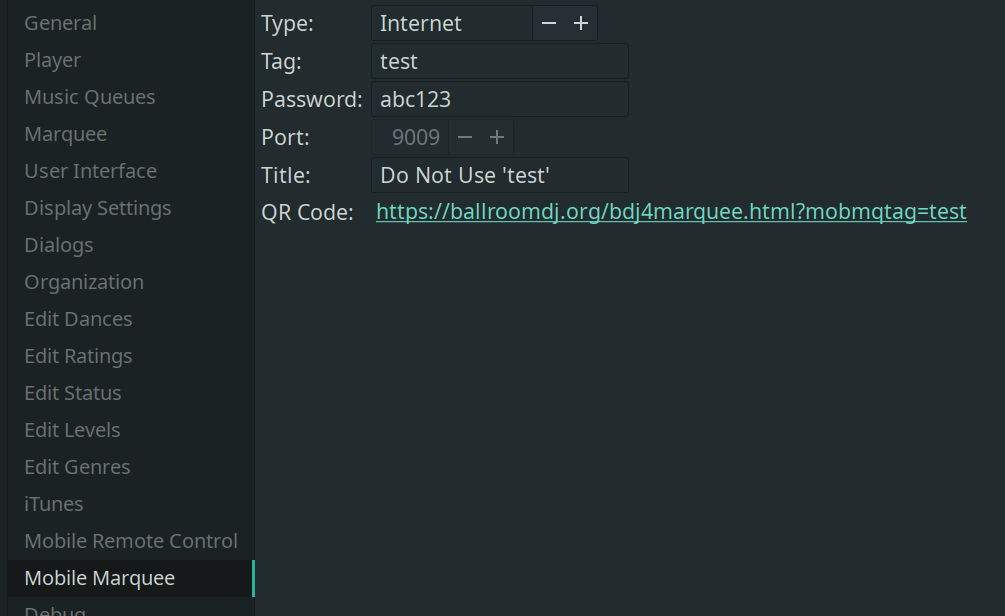 General
Player
Music Queues
Marquee
User Interface
Display Settings
Dialogs
Organization
Edit Dances
Edit Ratings
Edit Status
Edit Levels
Edit Genres
iTunes
Mobile Remote Control
Mobile Marquee
Debug
Type: Internet
Tag: test
Password: abc123
Port: 9009
Title: Do Not Use 'test'
QR Code: https://ballroomdj.org/bdj4marquee.html?mobmqtag=test